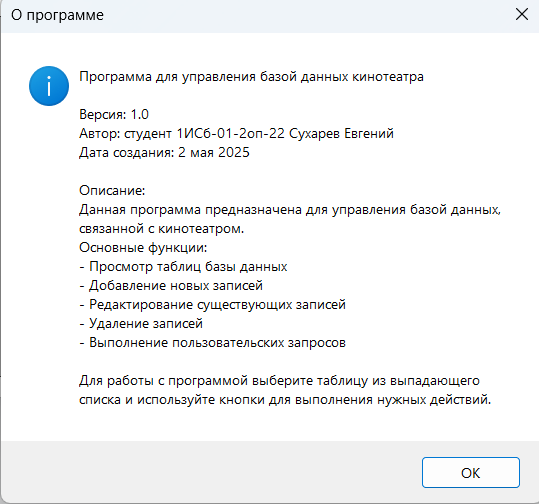 О программе
Программа для управления базой данных кинотеатра
Версия: 1.0
Автор: студент 1ИСб-01-2оп-22 Сухарев Евгений
Дата создания: 2 мая 2025
Описание:
Данная программа предназначена для управления базой данных,
связанной с кинотеатром.
Основные функции:
- Просмотр таблиц базы данных
- Добавление новых записей
- Редактирование существующих записей
- Удаление записей
- Выполнение пользовательских запросов
Для работы с программой выберите таблицу из выпадающего
списка и используйте кнопки для выполнения нужных действий.
ОК